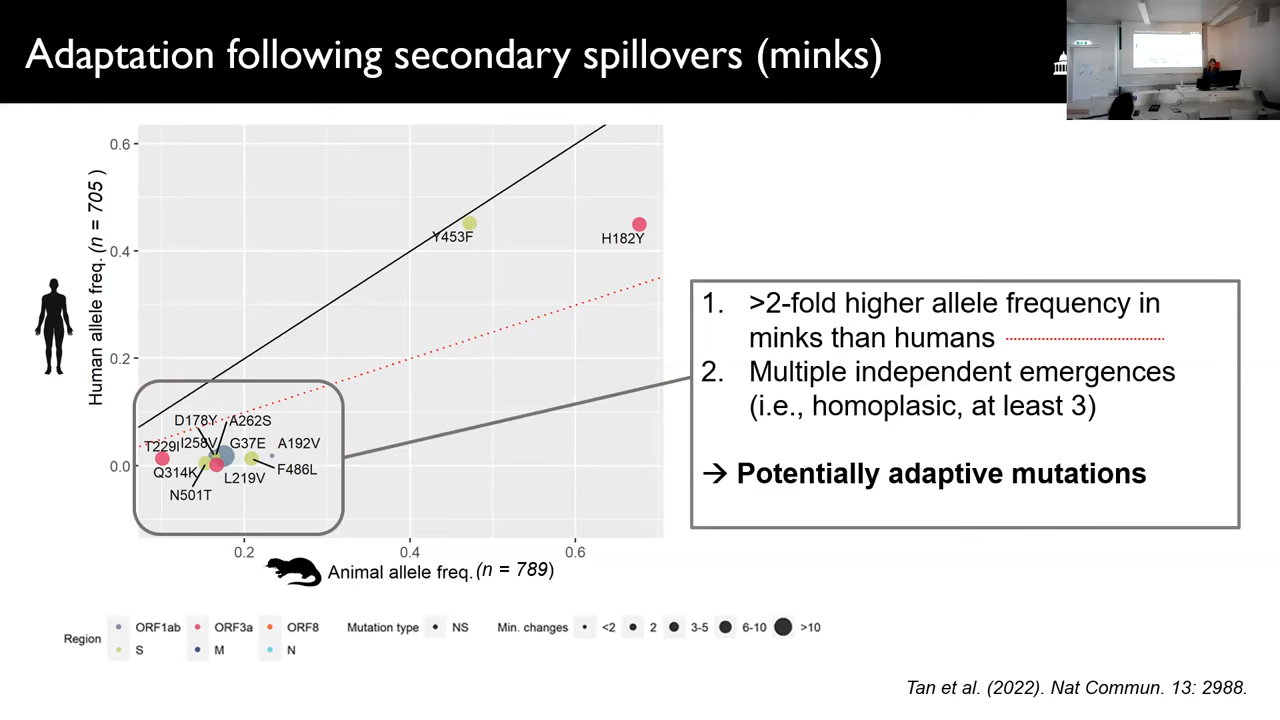 Adaptation following secondary spillovers (minks)
Human allele freq. (n = 705 )
0.6
0.4
0.2
0.0
Y453F
H182Y
D178Y
A262S
T229I
I258V
G37E
A192V
Q314K
L219V
F486L
N501T
0.2
0.4
0.6
Animal allele freq. (n = 789)
1. >2-fold higher allele frequency in
minks than humans
2. Multiple independent emergences
(i.e., homoplasic, at least 3)
→ Potentially adaptive mutations
Region
ORF1ab
ORF3a
ORF8
S
M
N
Mutation type
NS
Min. changes
<2
2
3-5
6-10
>10
Tan et al. (2022). Nat Commun. 13: 2988.